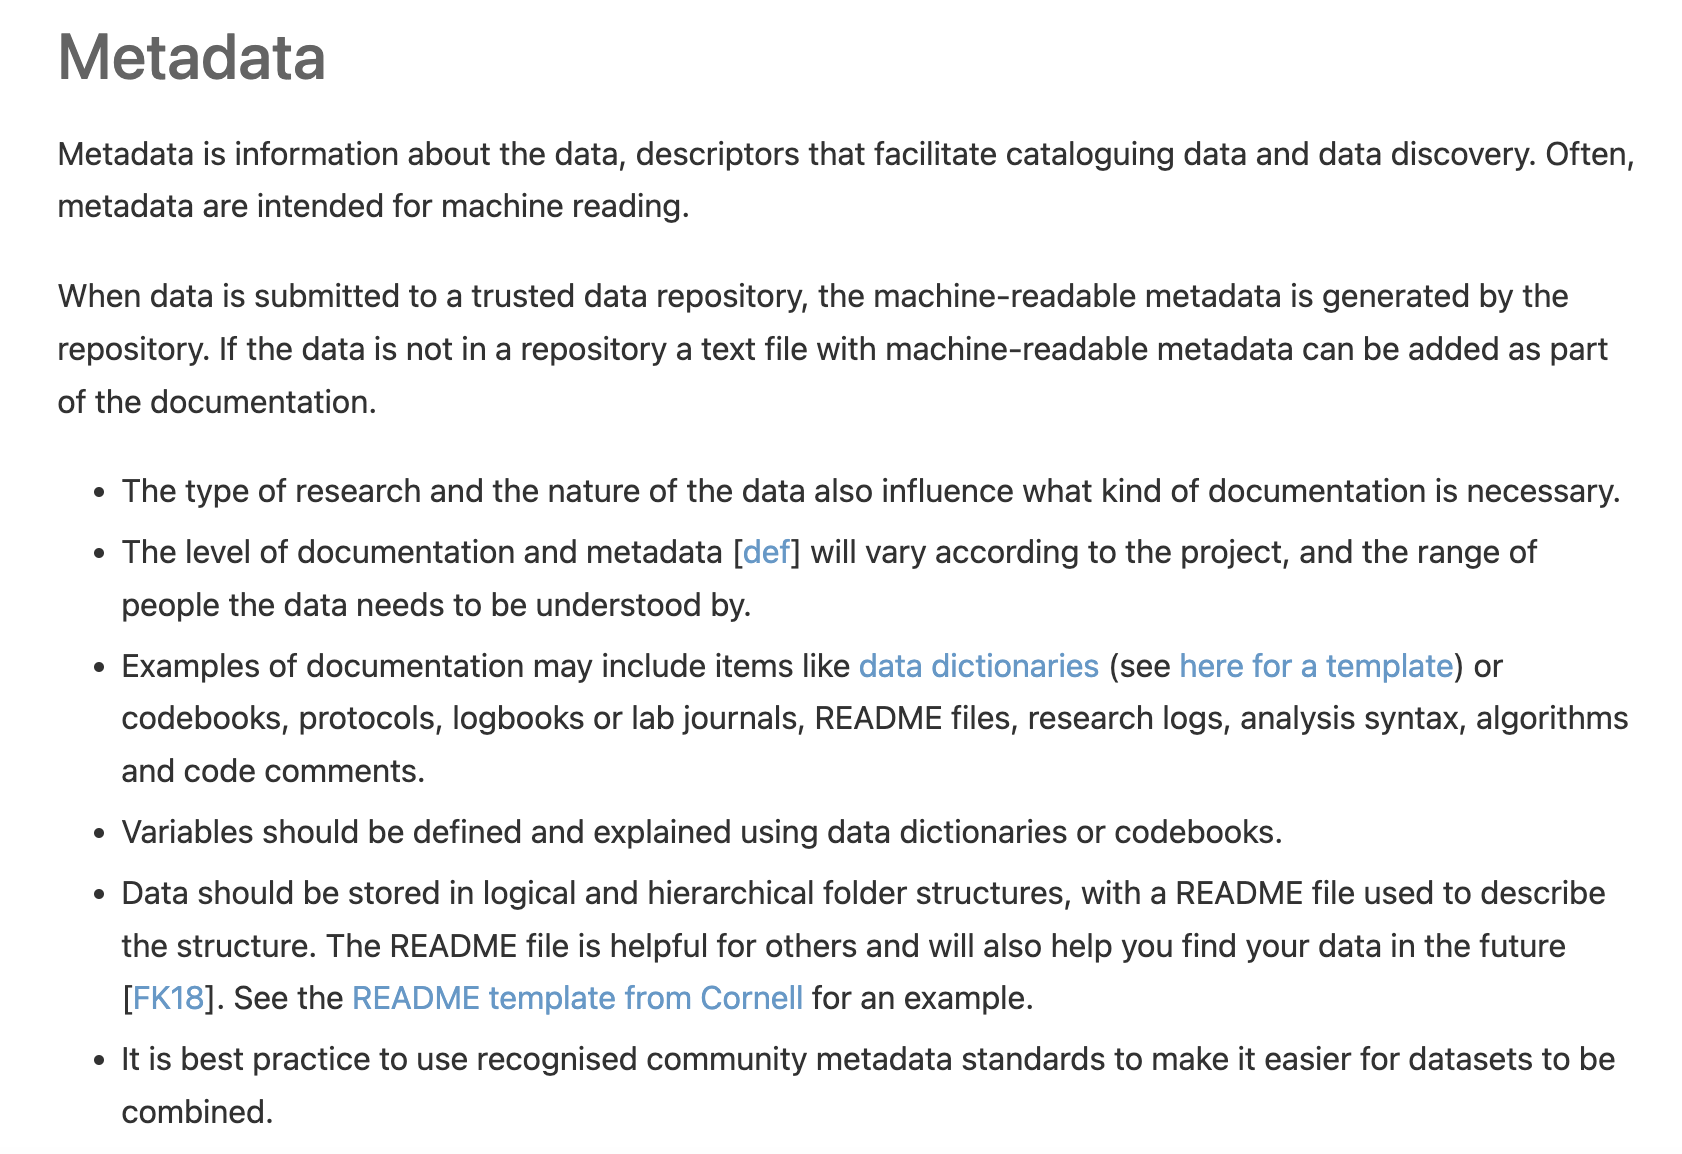 Metadata
Metadata is information about the data, descriptors that facilitate cataloguing data and data discovery. Often,
metadata are intended for machine reading.
When data is submitted to a trusted data repository, the machine-readable metadata is generated by the
repository. If the data is not in a repository a text file with machine-readable metadata can be added as part
of the documentation.
• The type of research and the nature of the data also influence what kind of documentation is necessary.
• The level of documentation and metadata [def] will vary according to the project, and the range of
people the data needs to be understood by.
• Examples of documentation may include items like data dictionaries (see here for a template) or
codebooks, protocols, logbooks or lab journals, README files, research logs, analysis syntax, algorithms
and code comments.
• Variables should be defined and explained using data dictionaries or codebooks.
• Data should be stored in logical and hierarchical folder structures, with a README file used to describe
the structure. The README file is helpful for others and will also help you find your data in the future
[FK18]. See the README template from Cornell for an example.
• It is best practice to use recognised community metadata standards to make it easier for datasets to be
combined.